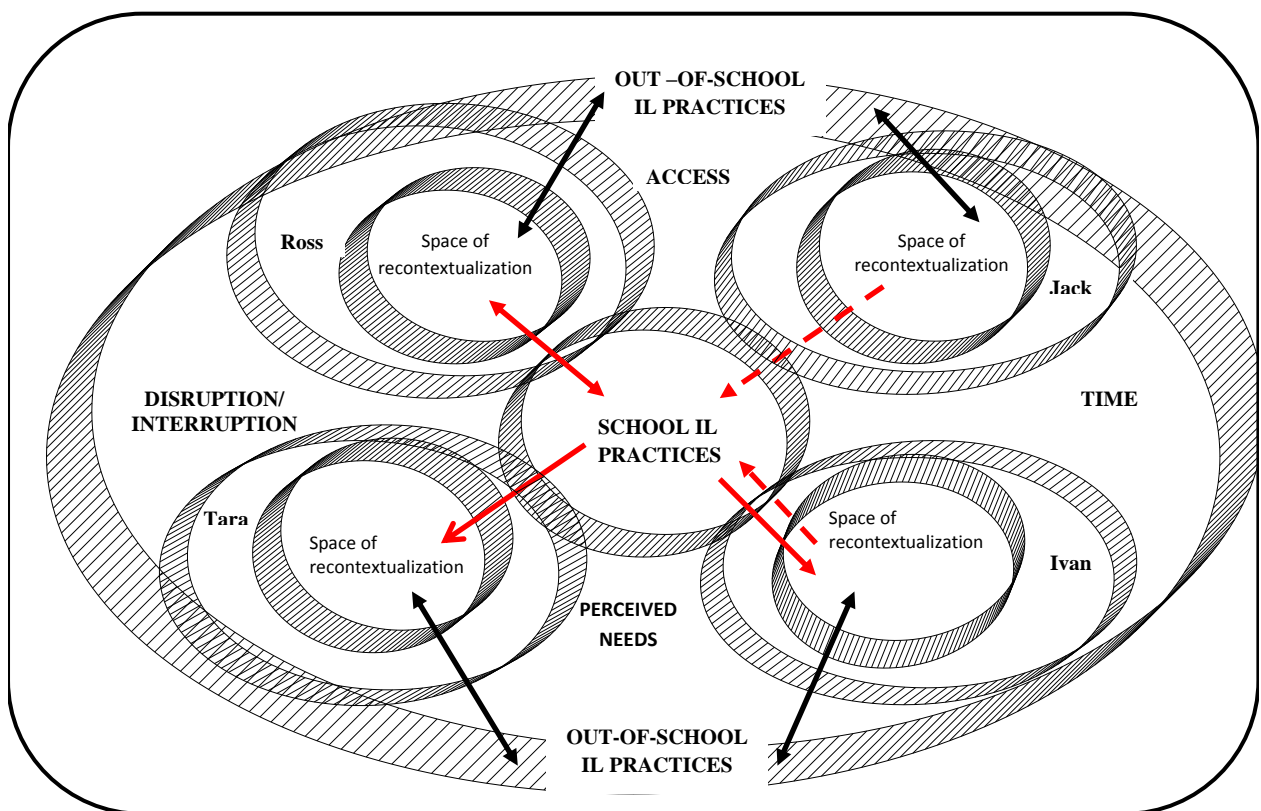 OUT –OF-SCHOOL
IL PRACTICES
ACCESS
Ross
Space of
recontextualization
Space of
recontextualization
Jack
DISRUPTION/
INTERRUPTION
SCHOOL IL
PRACTICES
TIME
Tara
Space of
recontextualization
Space of
recontextualization
Ivan
PERCEIVED
NEEDS
OUT-OF-SCHOOL
IL PRACTICES